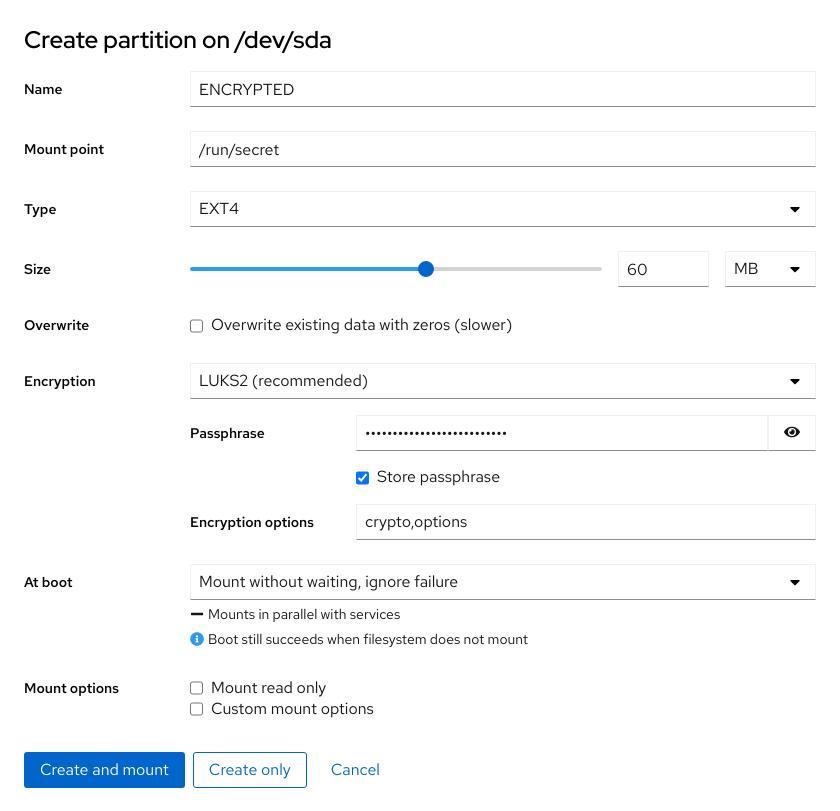 Create partition on /dev/sda
Name ENCRYPTED
Mount point /run/secret
Type EXT4
Size 60 MB
Overwrite Overwrite existing data with zeros (slower)
Encryption LUKS2 (recommended)
Passphrase ••••••••••••••••••••••••••
Store passphrase
Encryption options crypto,options
At boot Mount without waiting, ignore failure
Mounts in parallel with services
Boot still succeeds when filesystem does not mount
Mount options Mount read only
Custom mount options
Create and mount Create only Cancel